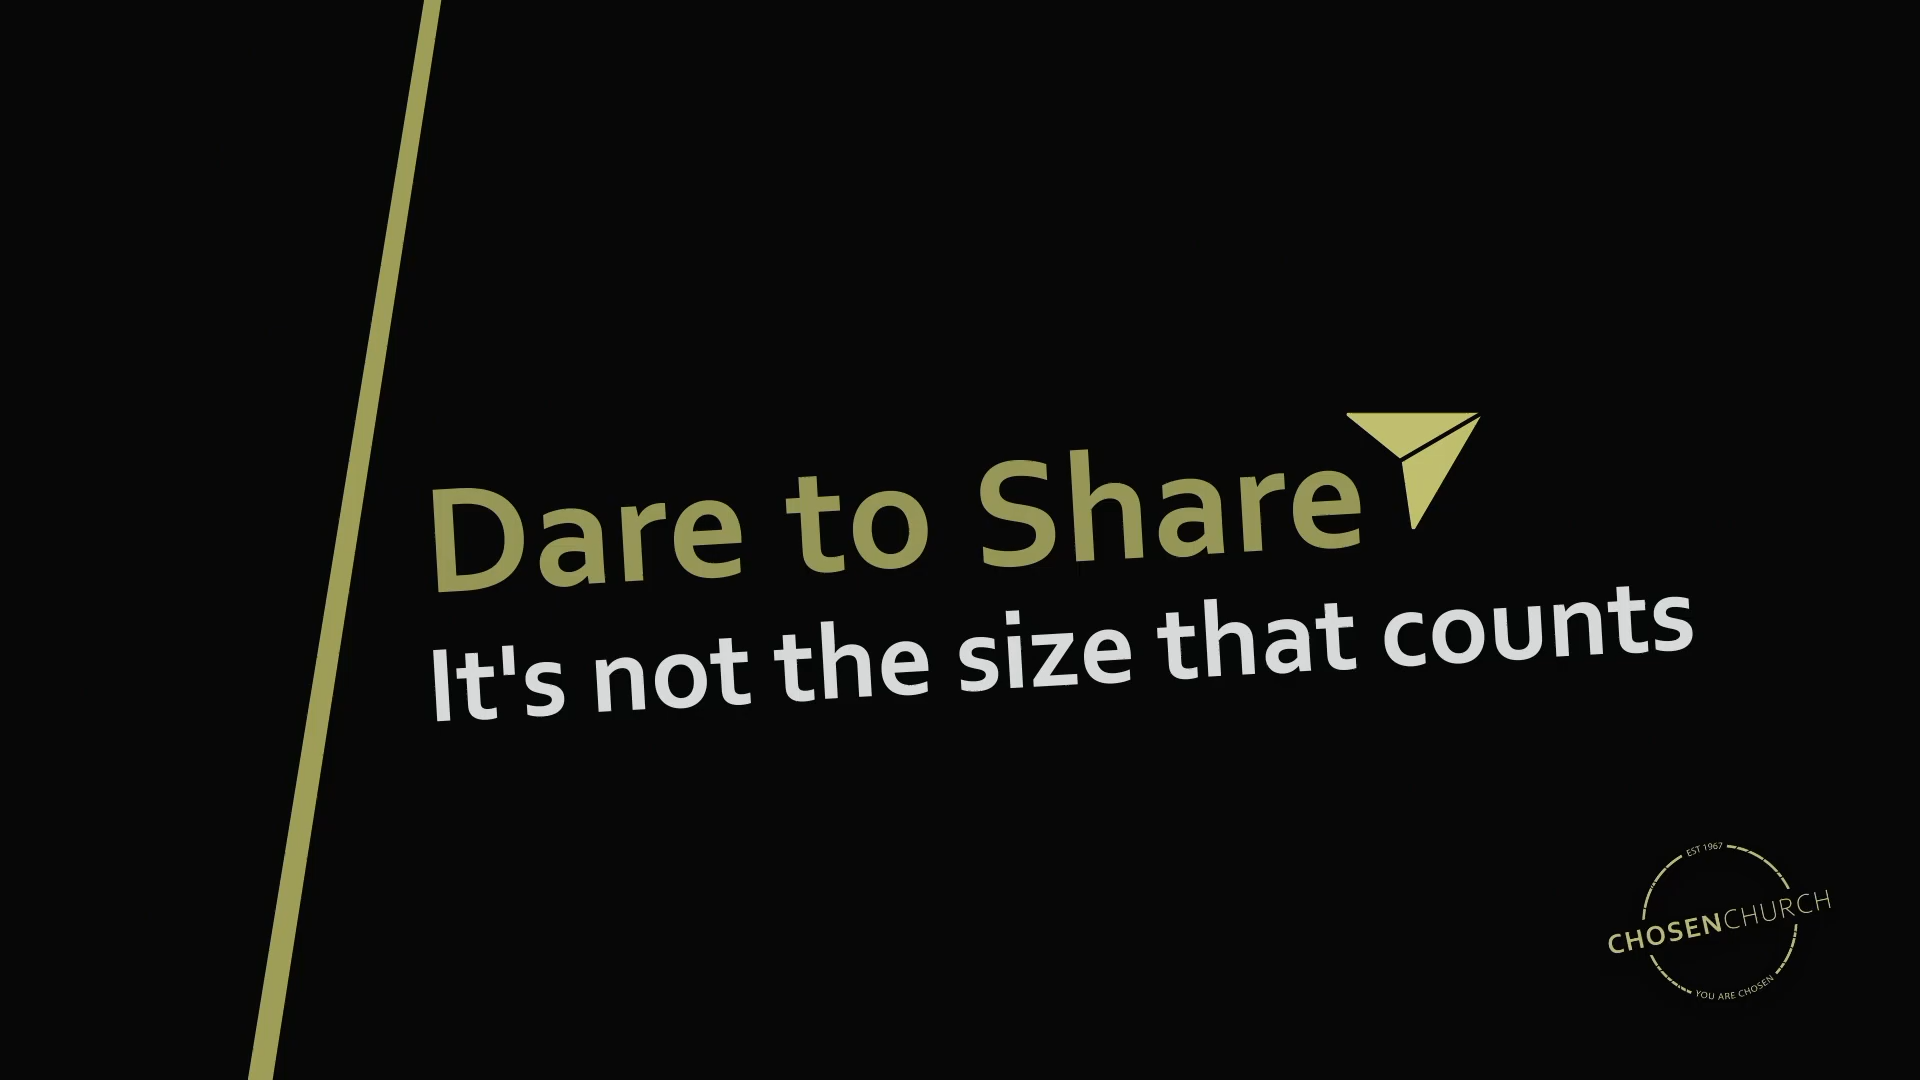 Dare to Share
It's not the size that counts
EST 1967
CHOSENCHURCH
YOU ARE CHOSEN